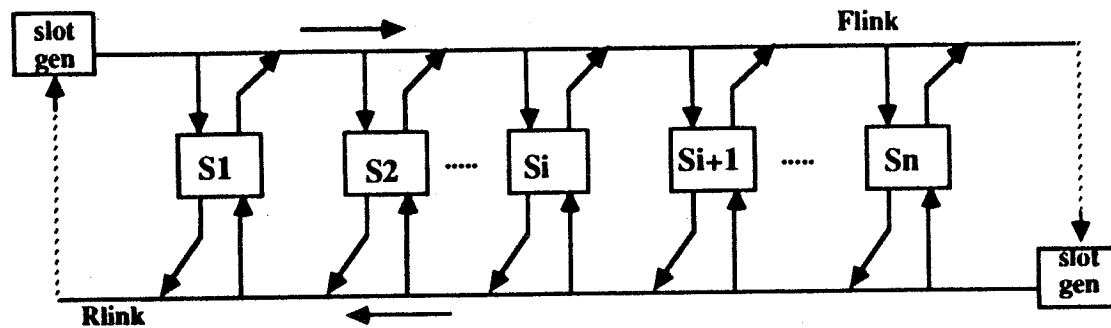 slot
gen
Flink
S1
S2
.....
Si
Si+1
.....
Sn
slot
gen
Rlink